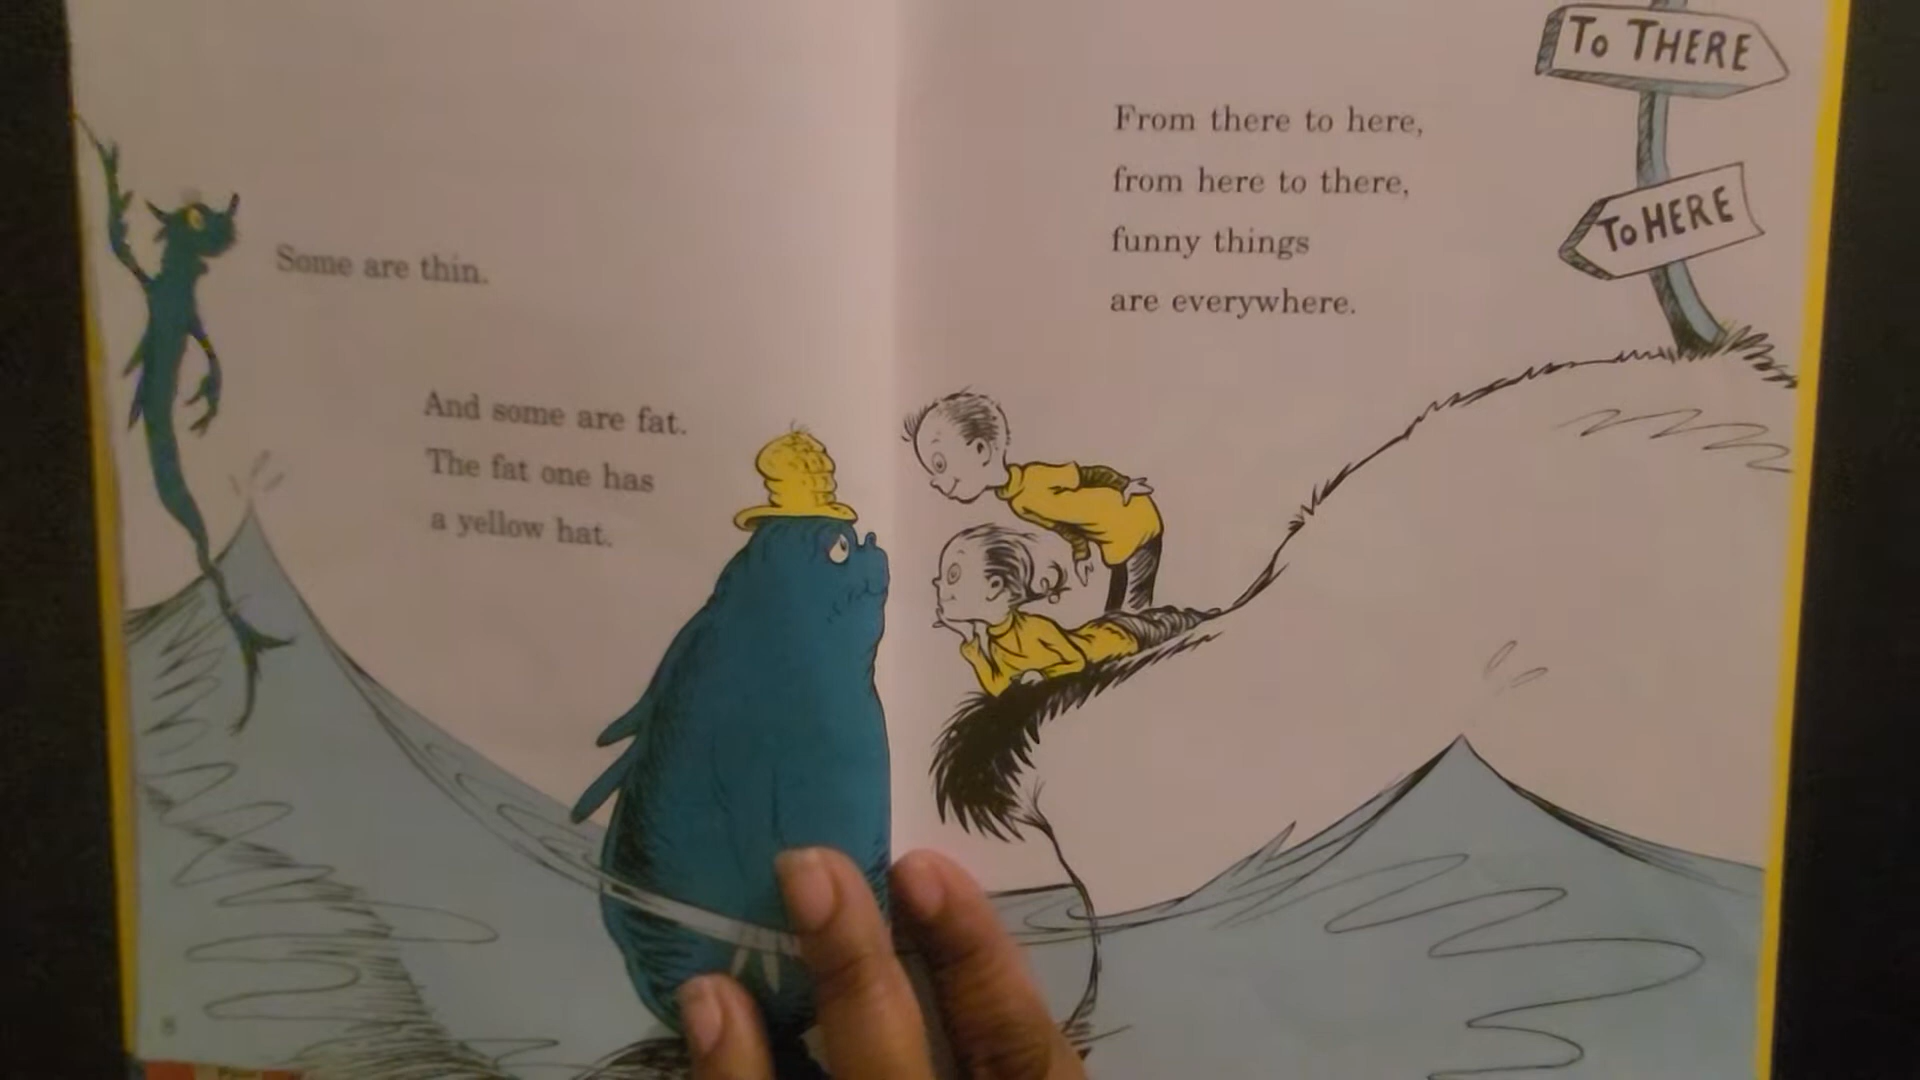 Some are thin.
And some are fat.
The fat one has
a yellow hat.
8
From there to here,
from here to there,
funny things
are everywhere.
TO THERE
TO HERE